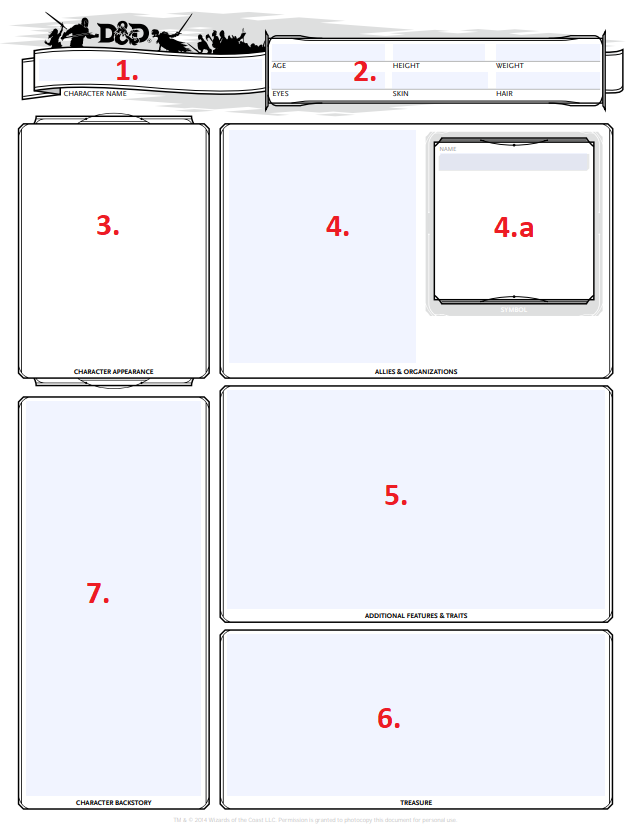 D&D
1.
CHARACTER NAME
AGE
2.
HEIGHT
WEIGHT
EYES
SKIN
HAIR
3.
CHARACTER APPEARANCE
4.
NAME
4.a
SYMBOL
ALLIES & ORGANIZATIONS
5.
ADDITIONAL FEATURES & TRAITS
7.
CHARACTER BACKSTORY
6.
TREASURE
TM & © 2014 Wizards of the Coast LLC. Permission is granted to photocopy this document for personal use.